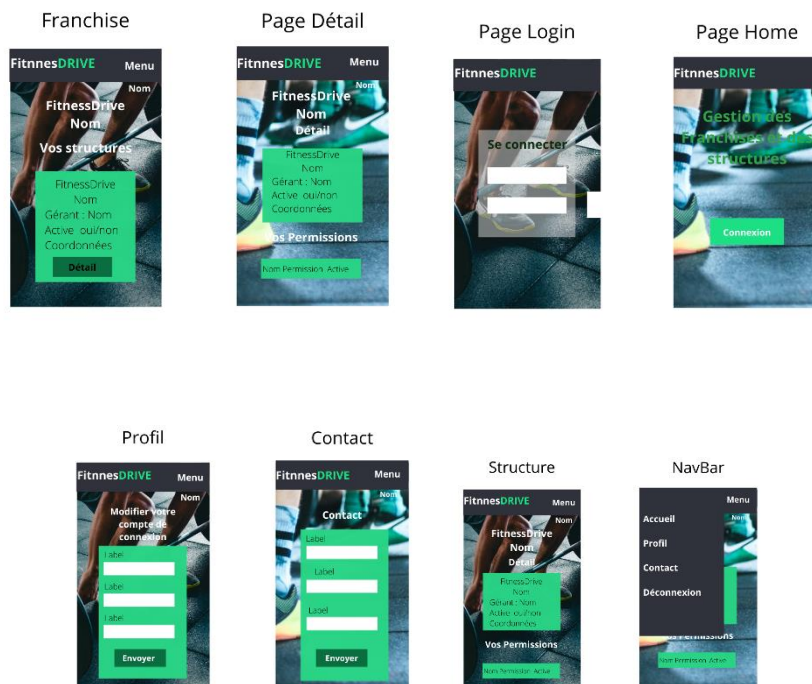 Franchise
FitnnesDRIVE Menu
Nom
FitnessDrive
Nom
Vos structures
FitnessDrive
Nom
Gérant : Nom
Active oui/non
Coordonnées
Détail
Page Détail
FitnnesDRIVE Menu
Nom
FitnessDrive
Nom
Détail
FitnessDrive
Nom
Gérant : Nom
Active oui/non
Coordonnées
Vos Permissions
Nom Permission Active
Page Login
FitnnesDRIVE
Se connecter
Page Home
FitnnesDRIVE
Gestion des
Franchises et des
structures
Connexion
Profil
FitnnesDRIVE Menu
Nom
Modifier votre
compte de
connexion
Label
Label
Label
Envoyer
Contact
FitnnesDRIVE Menu
Nom
Contact
Label
Label
Label
Envoyer
Structure
FitnnesDRIVE Menu
Nom
FitnessDrive
Nom
Détail
FitnessDrive
Nom
Gérant : Nom
Active oui/non
Coordonnées
Vos Permissions
Nom Permission Active
NavBar
Menu
Nom
Accueil
Profil
Contact
Déconnexion
Vos Permissions
Nom Permission Active